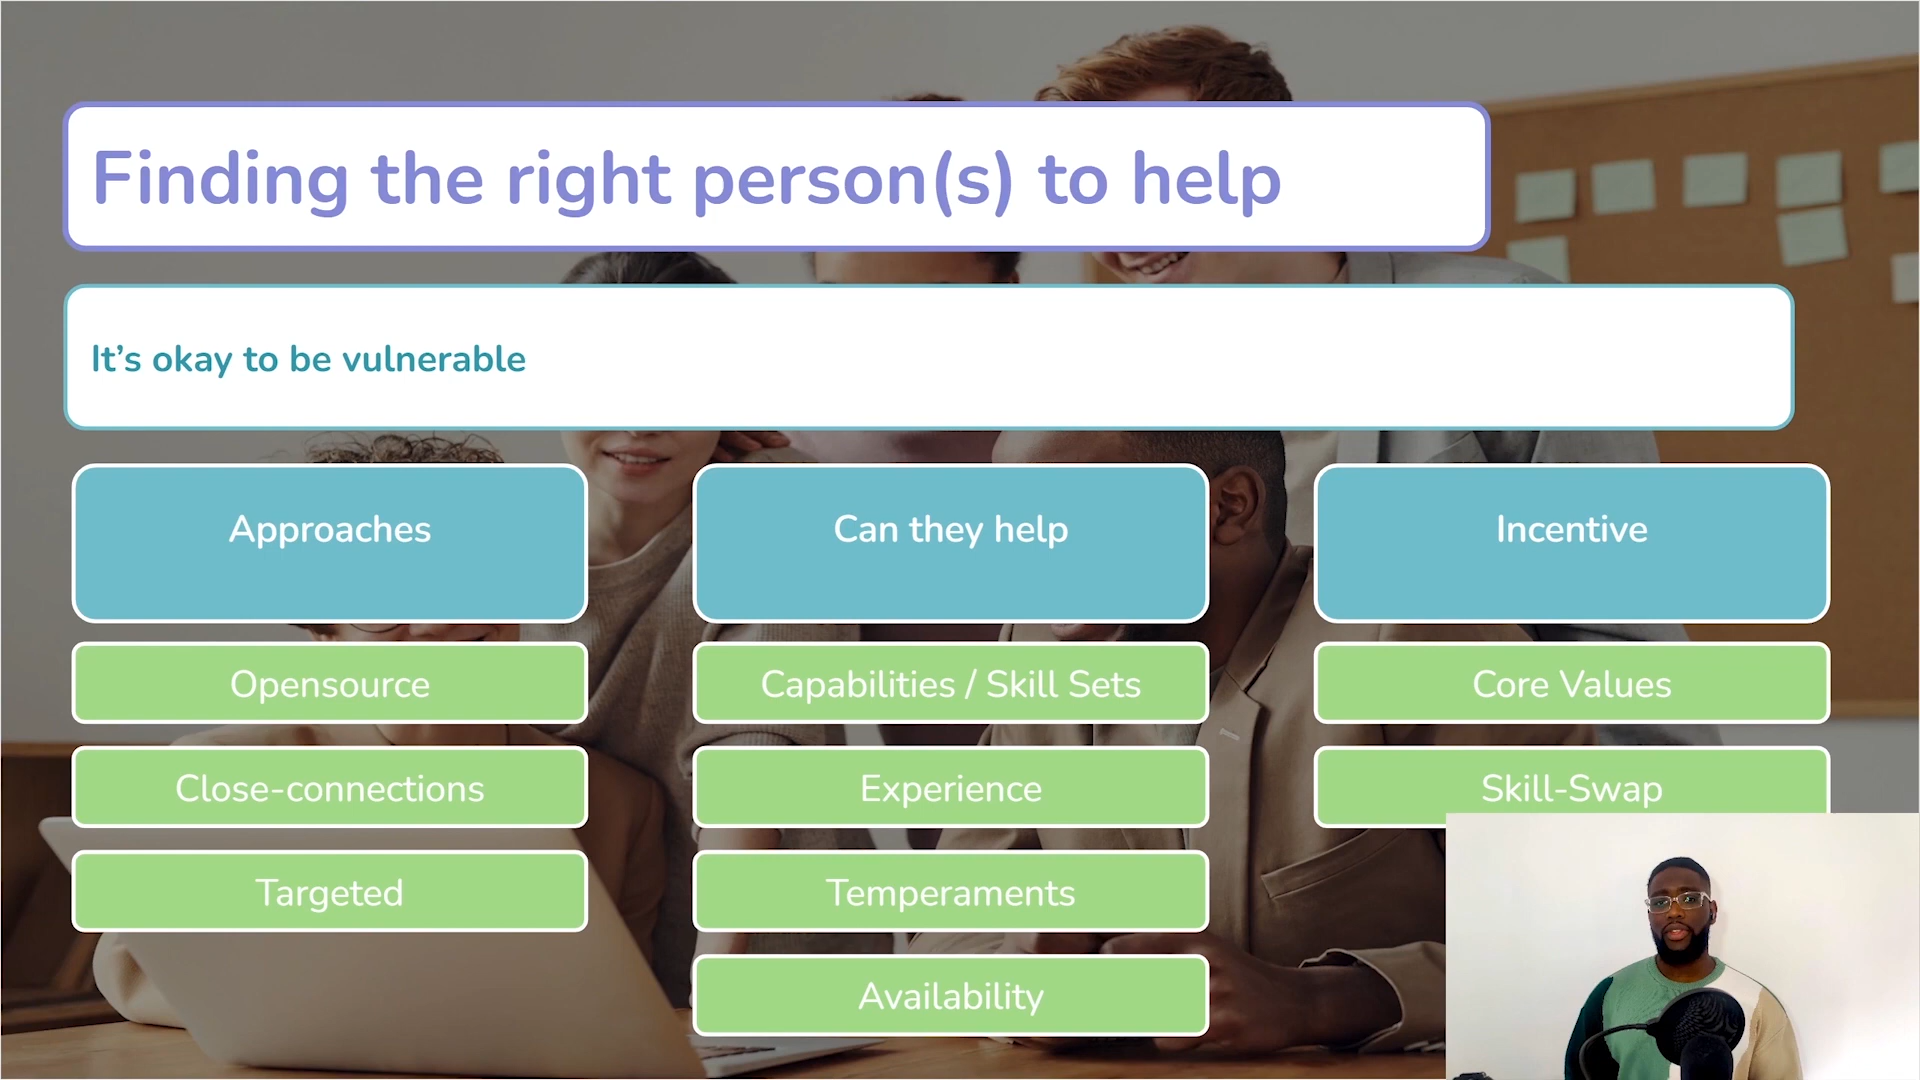 Finding the right person(s) to help
It's okay to be vulnerable
Approaches
Opensource
Close-connections
Targeted
Can they help
Capabilities / Skill Sets
Experience
Temperaments
Availability
Incentive
Core Values
Skill-Swap